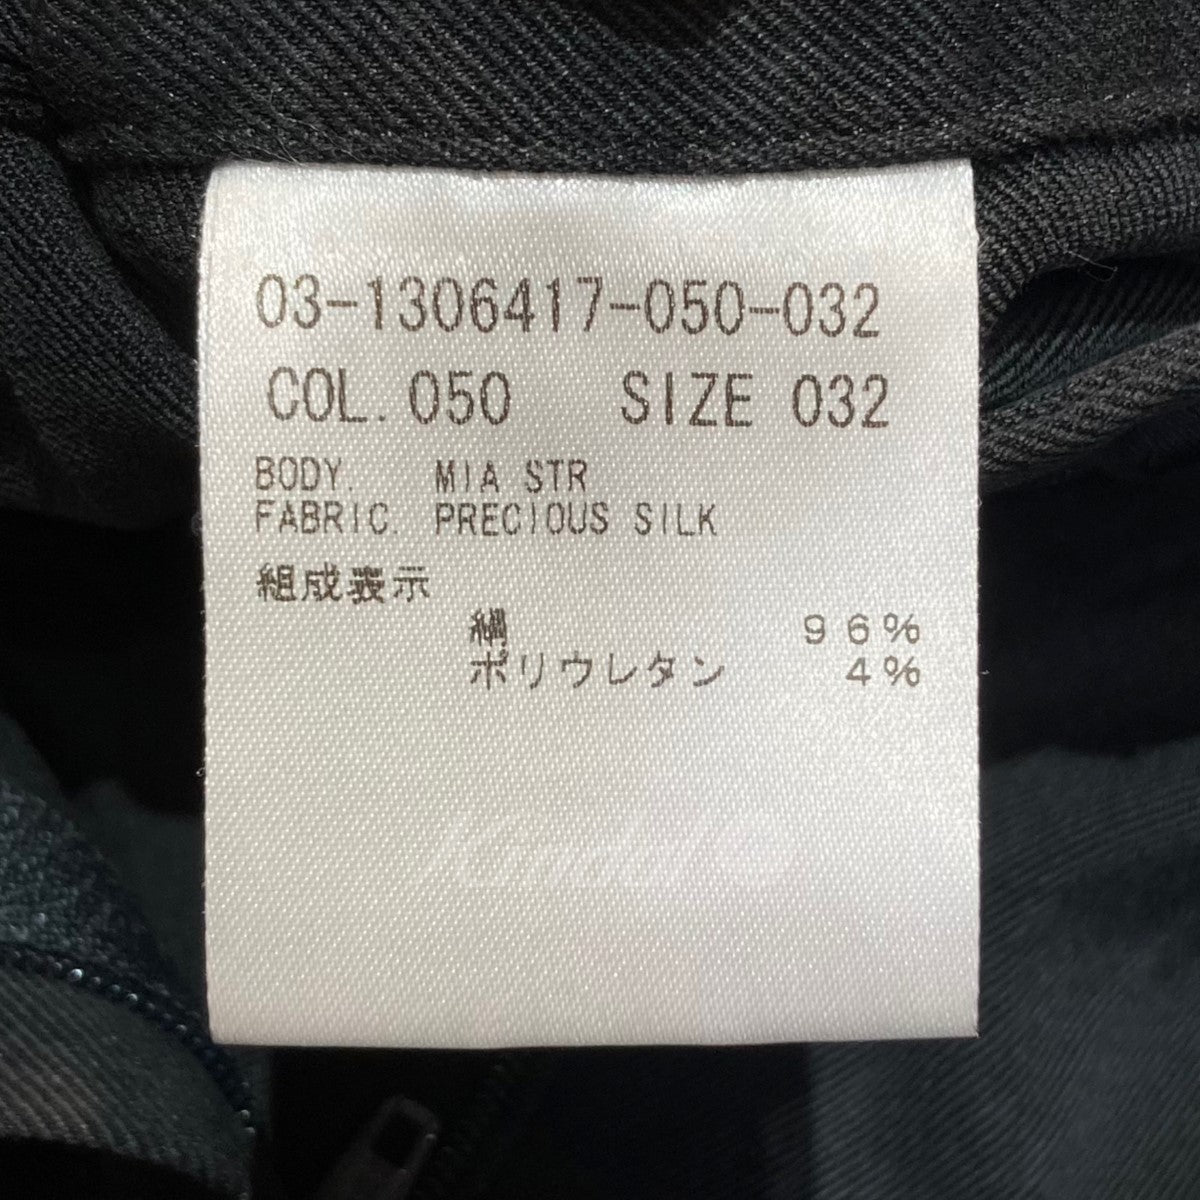 03-1306417-050-032
COL. 050 SIZE 032
BODY. MIA STR
FABRIC. PRECIOUS SILK
組成表示
絹 96%
ポリウレタン 4%